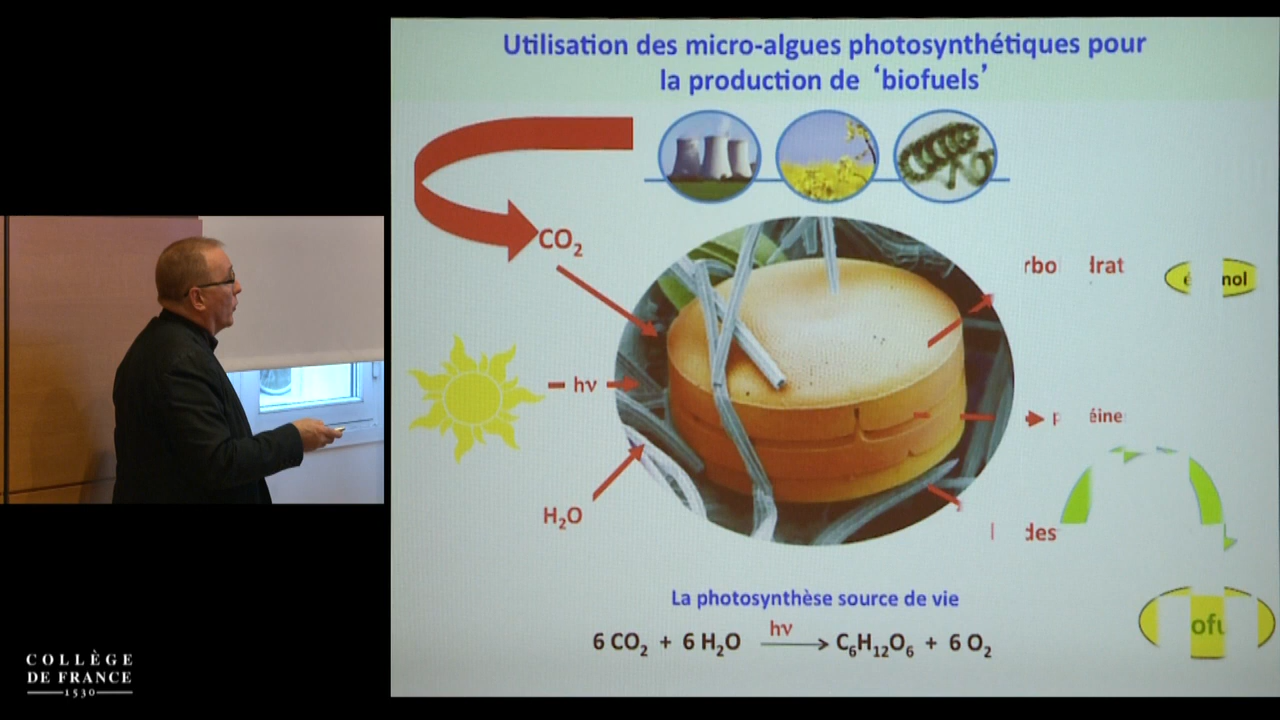 Utilisation des micro-algues photosynthétiques pour
la production de 'biofuels'
CO2
hν
H2O
La photosynthèse source de vie
6 CO2 + 6 H2O hν C6H12O6 + 6 O2
COLLÈGE
DE FRANCE
1530